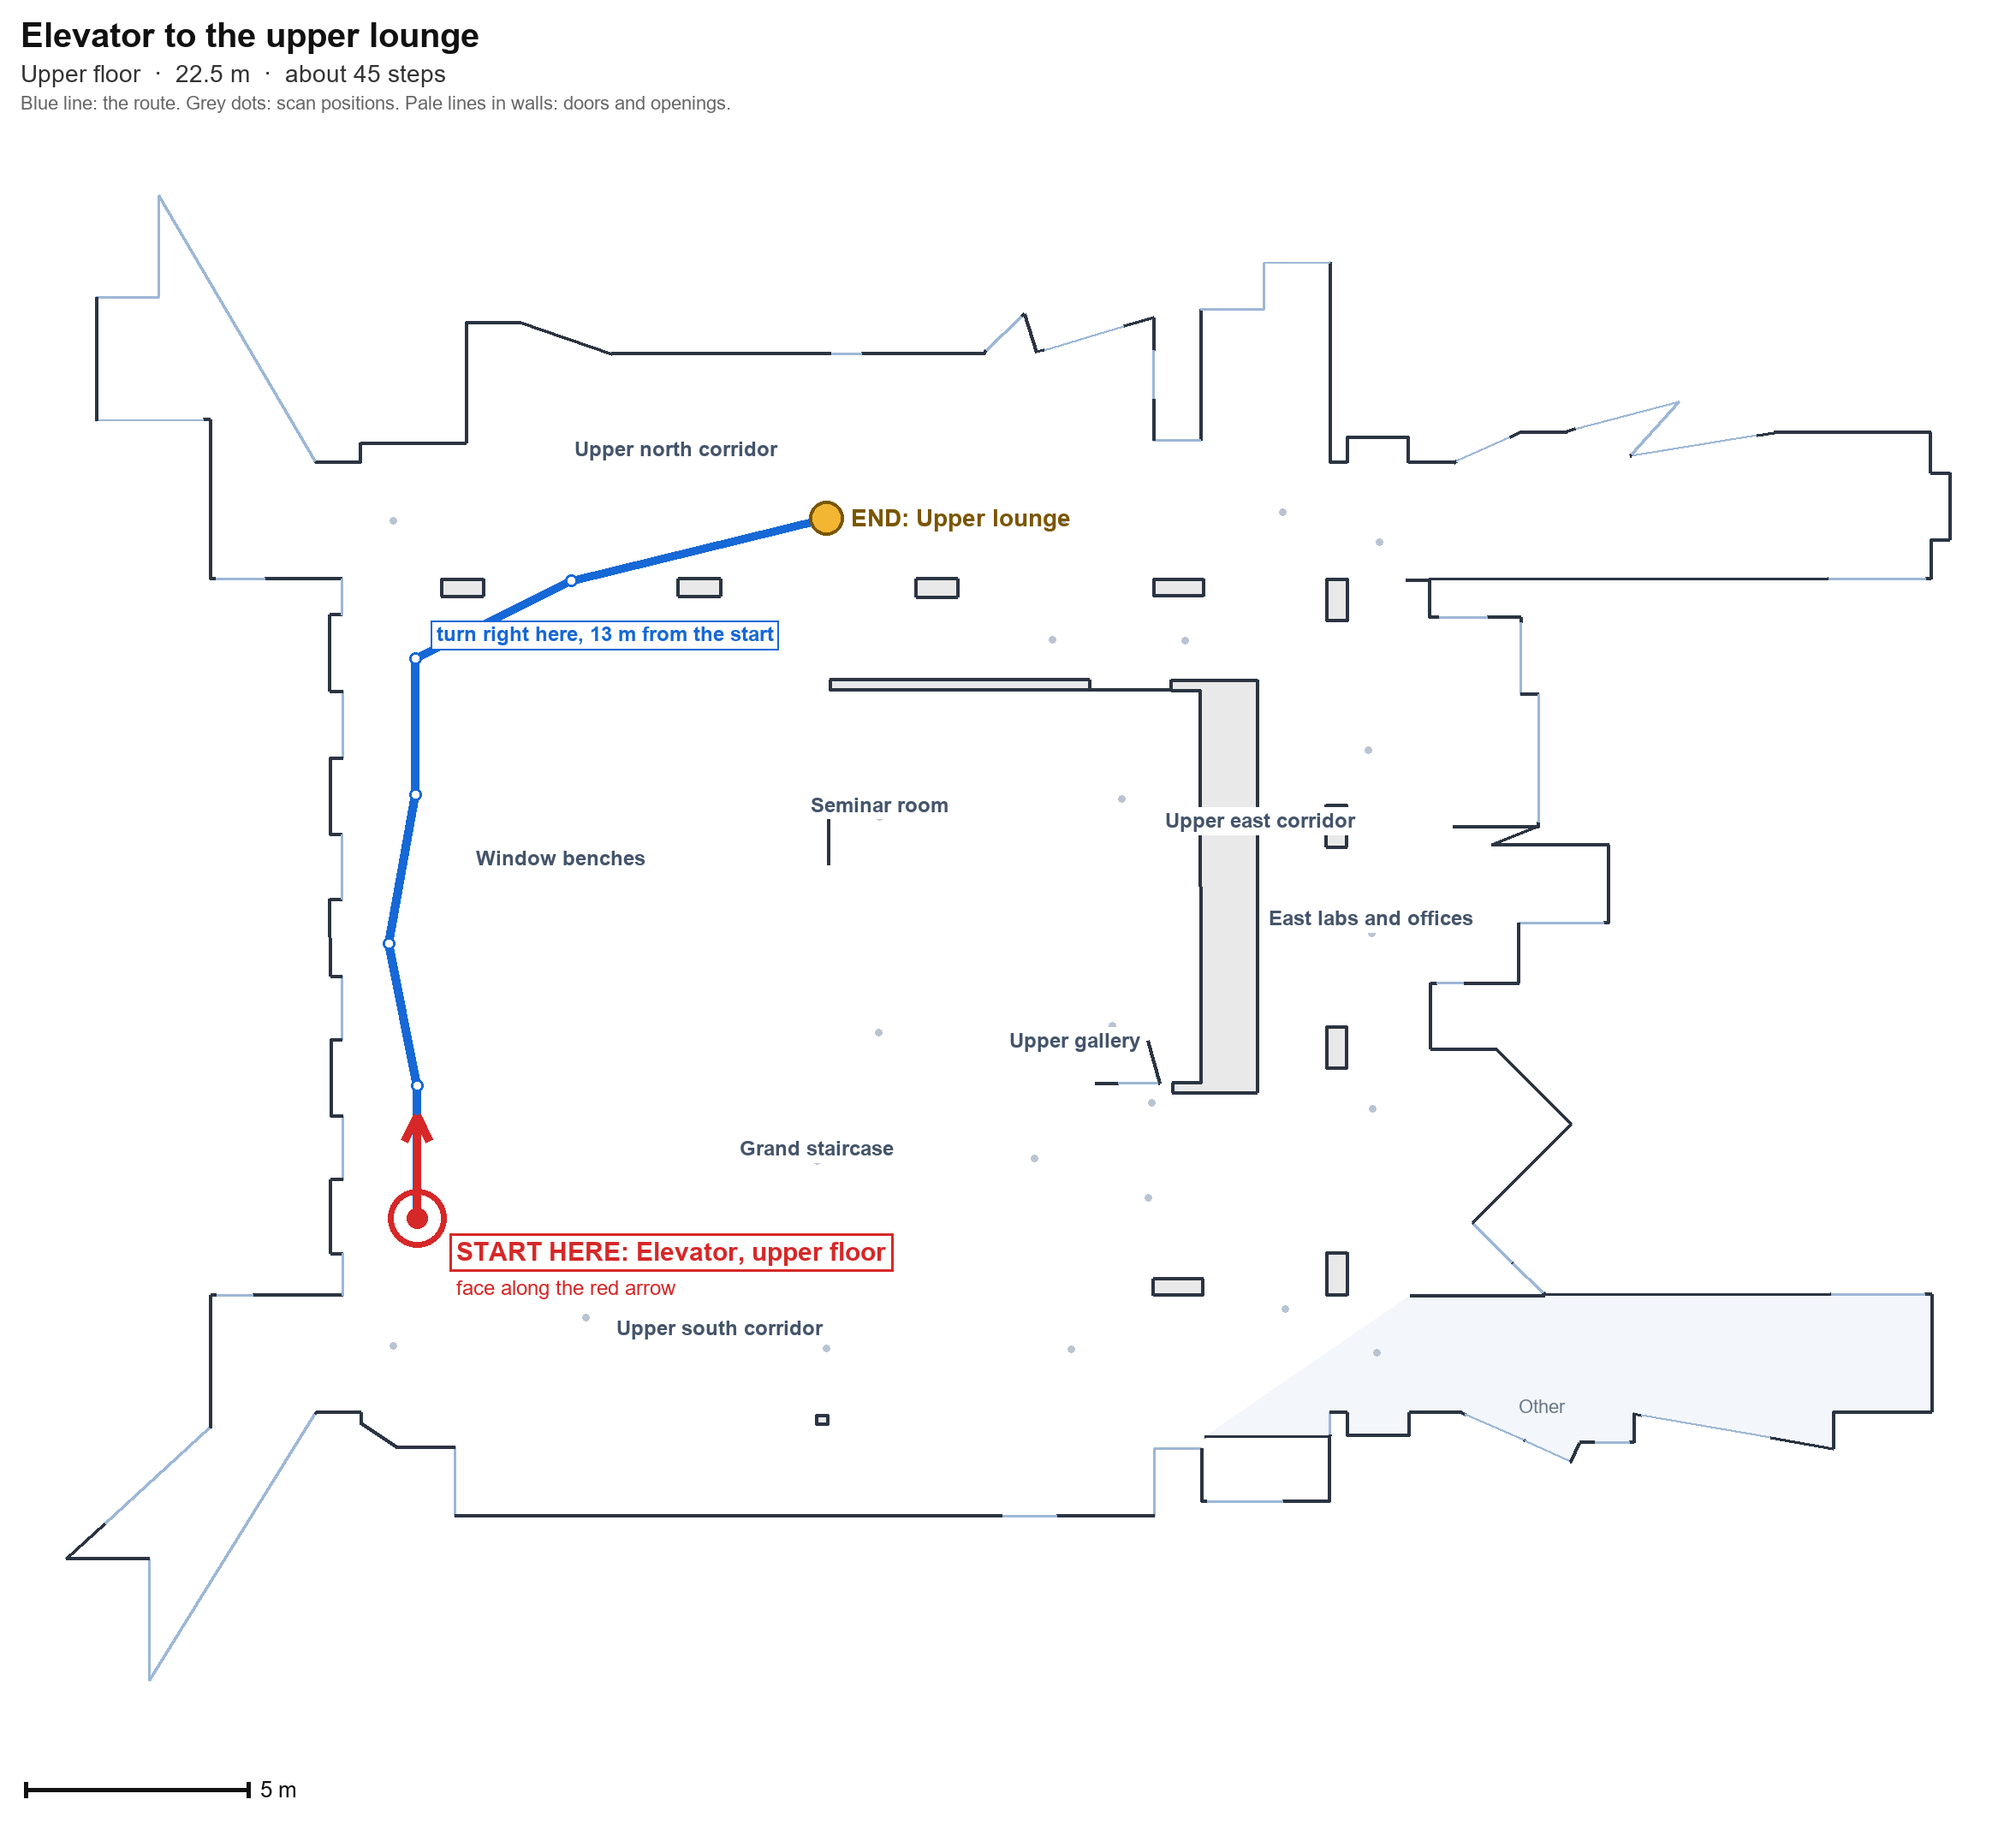 Elevator to the upper lounge
Upper floor · 22.5 m · about 45 steps
Blue line: the route. Grey dots: scan positions. Pale lines in walls: doors and openings.
Upper north corridor
END: Upper lounge
turn right here, 13 m from the start
Seminar room
Upper east corridor
Window benches
East labs and offices
Upper gallery
Grand staircase
START HERE: Elevator, upper floor
face along the red arrow
Upper south corridor
Other
5 m